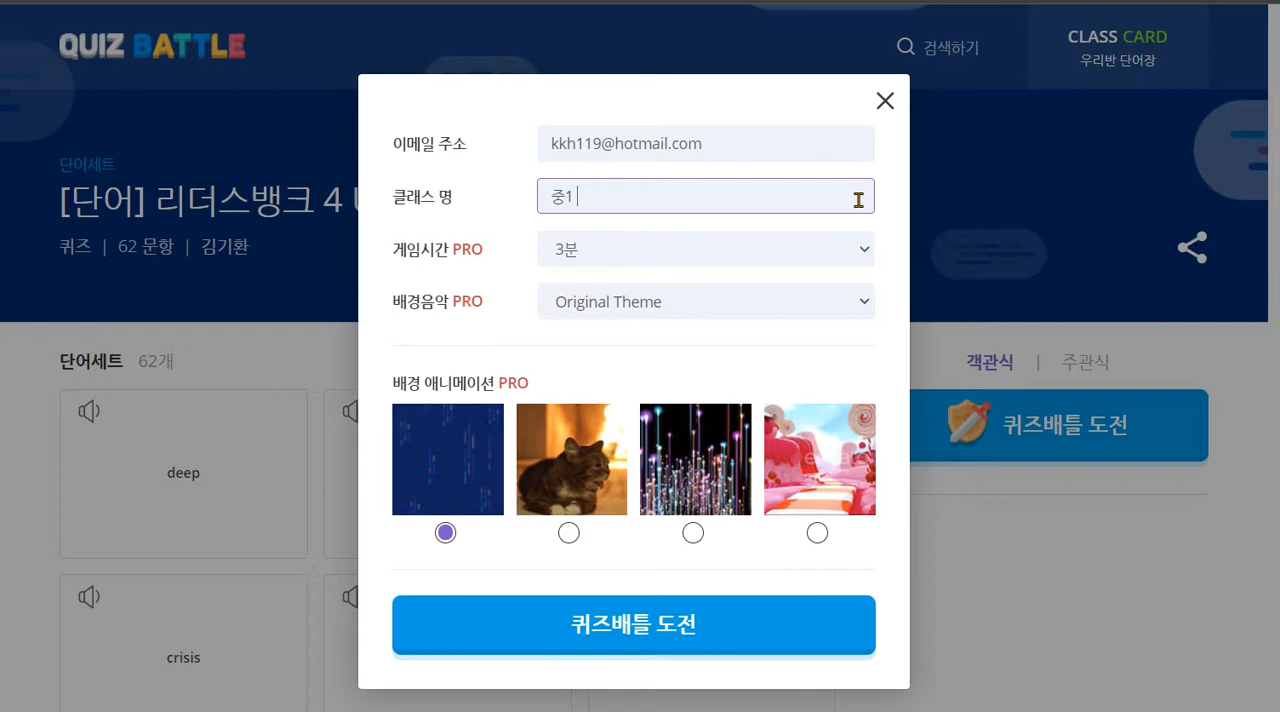 QUIZ BATTLE
검색하기
CLASS CARD
우리반 단어장
단어세트
[단어] 리더스뱅크 4 U
퀴즈 | 62 문항 | 김기환
이메일 주소 kkh119@hotmail.com
클래스 명 중1
게임시간 PRO 3분
배경음악 PRO Original Theme
배경 애니메이션 PRO
퀴즈배틀 도전
단어세트 62개
객관식 | 주관식
퀴즈배틀 도전
deep
crisis